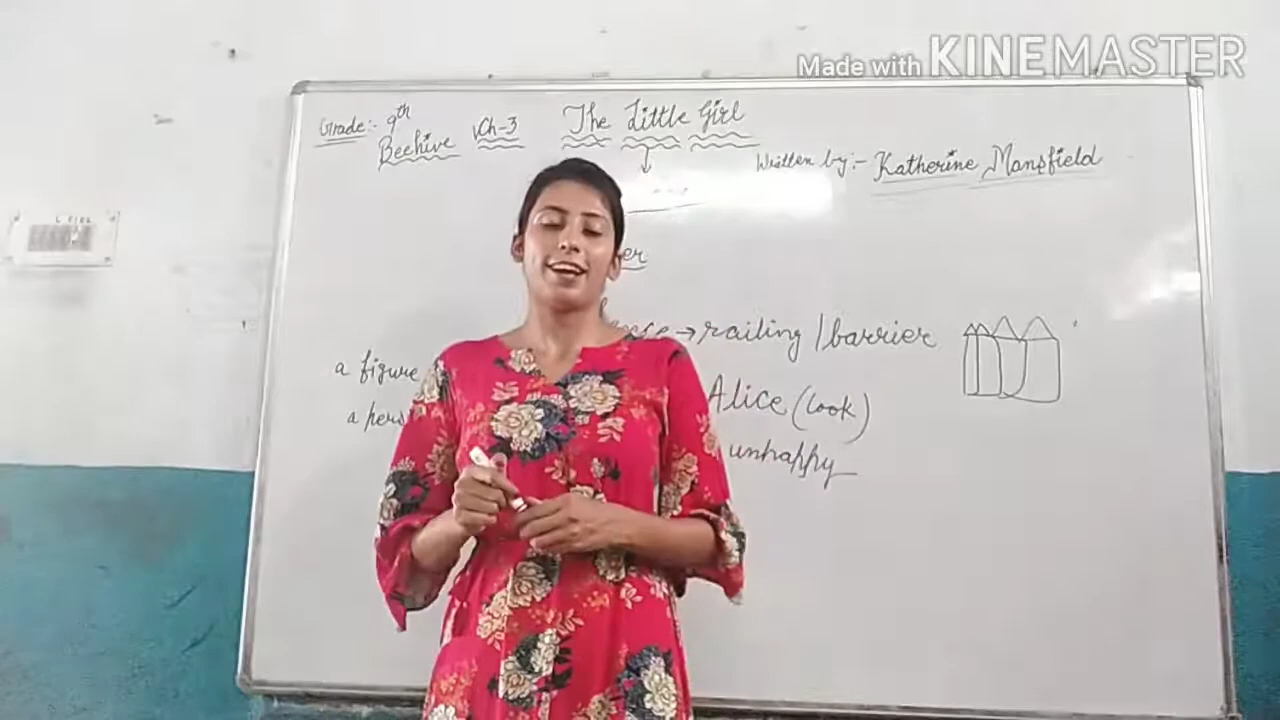 Made with KINEMASTER
Grade:- 9th
Beehive Ch-3 The Little Girl
Written by:- Katherine Mansfield
→ railing / barrier
a figure
Alice (look)
unhappy